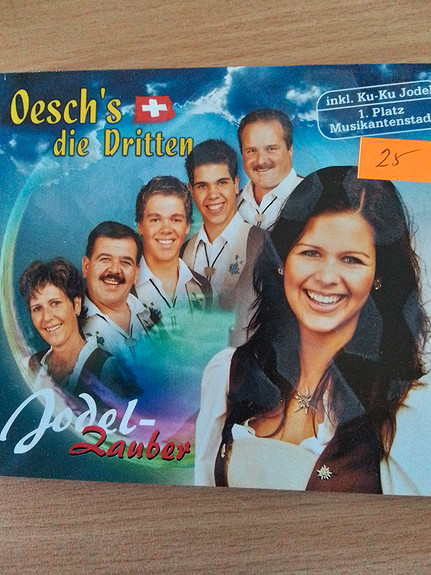 Oesch's
die Dritten
inkl. Ku-Ku Jodel
1. Platz
Musikantenstad
25
Jodel-
Zauber